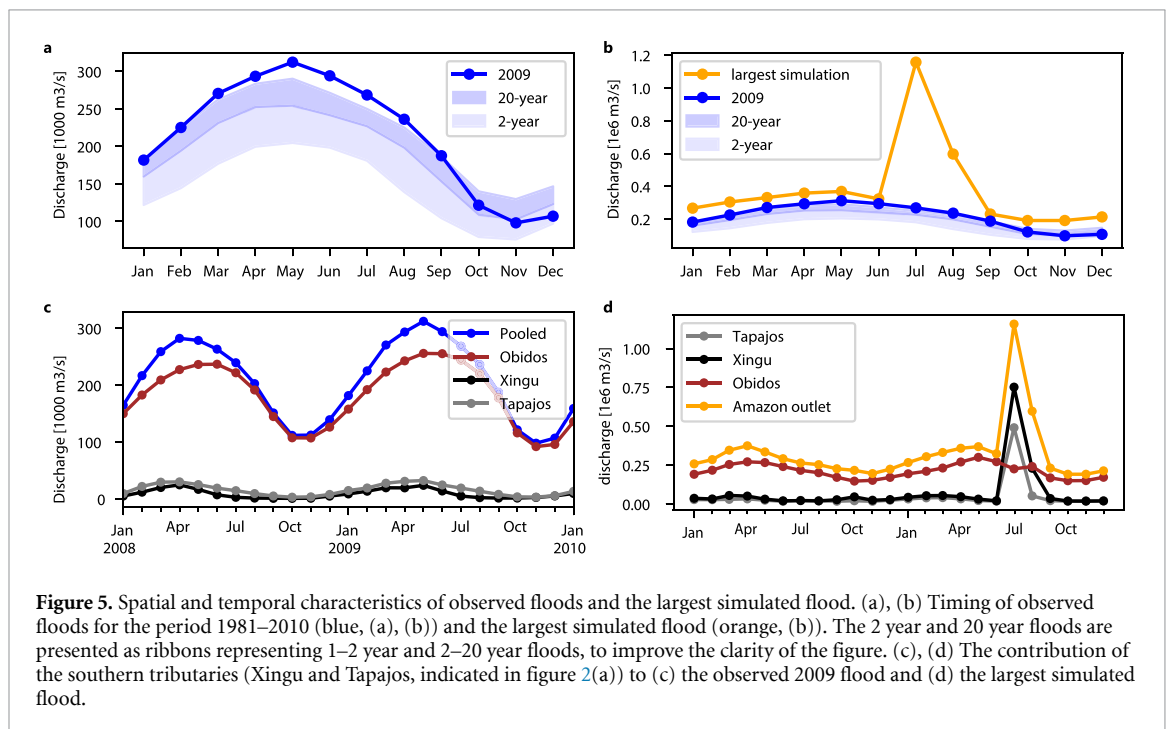 a
Discharge [1000 m3/s]
300
250
200
150
100
Jan Feb Mar Apr May Jun Jul Aug Sep Oct Nov Dec
2009
20-year
2-year
b
Discharge [1e6 m3/s]
1.2
1.0
0.8
0.6
0.4
0.2
Jan Feb Mar Apr May Jun Jul Aug Sep Oct Nov Dec
largest simulation
2009
20-year
2-year
c
Discharge [1000 m3/s]
300
200
100
0
Jan Apr Jul Oct Jan Apr Jul Oct Jan
2008 2009 2010
Pooled
Obidos
Xingu
Tapajos
d
discharge [1e6 m3/s]
1.00
0.75
0.50
0.25
0.00
Jan Apr Jul Oct Jan Apr Jul Oct
Tapajos
Xingu
Obidos
Amazon outlet
Figure 5. Spatial and temporal characteristics of observed floods and the largest simulated flood. (a), (b) Timing of observed
floods for the period 1981–2010 (blue, (a), (b)) and the largest simulated flood (orange, (b)). The 2 year and 20 year floods are
presented as ribbons representing 1–2 year and 2–20 year floods, to improve the clarity of the figure. (c), (d) The contribution of
the southern tributaries (Xingu and Tapajos, indicated in figure 2(a)) to (c) the observed 2009 flood and (d) the largest simulated
flood.